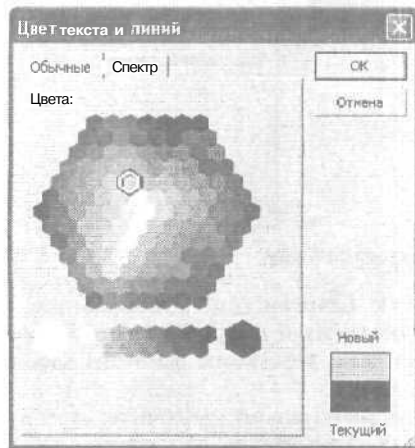 Цвет текста и линий
Обычные Спектр
OK
Цвета:
Отмена
Новый
Текущий